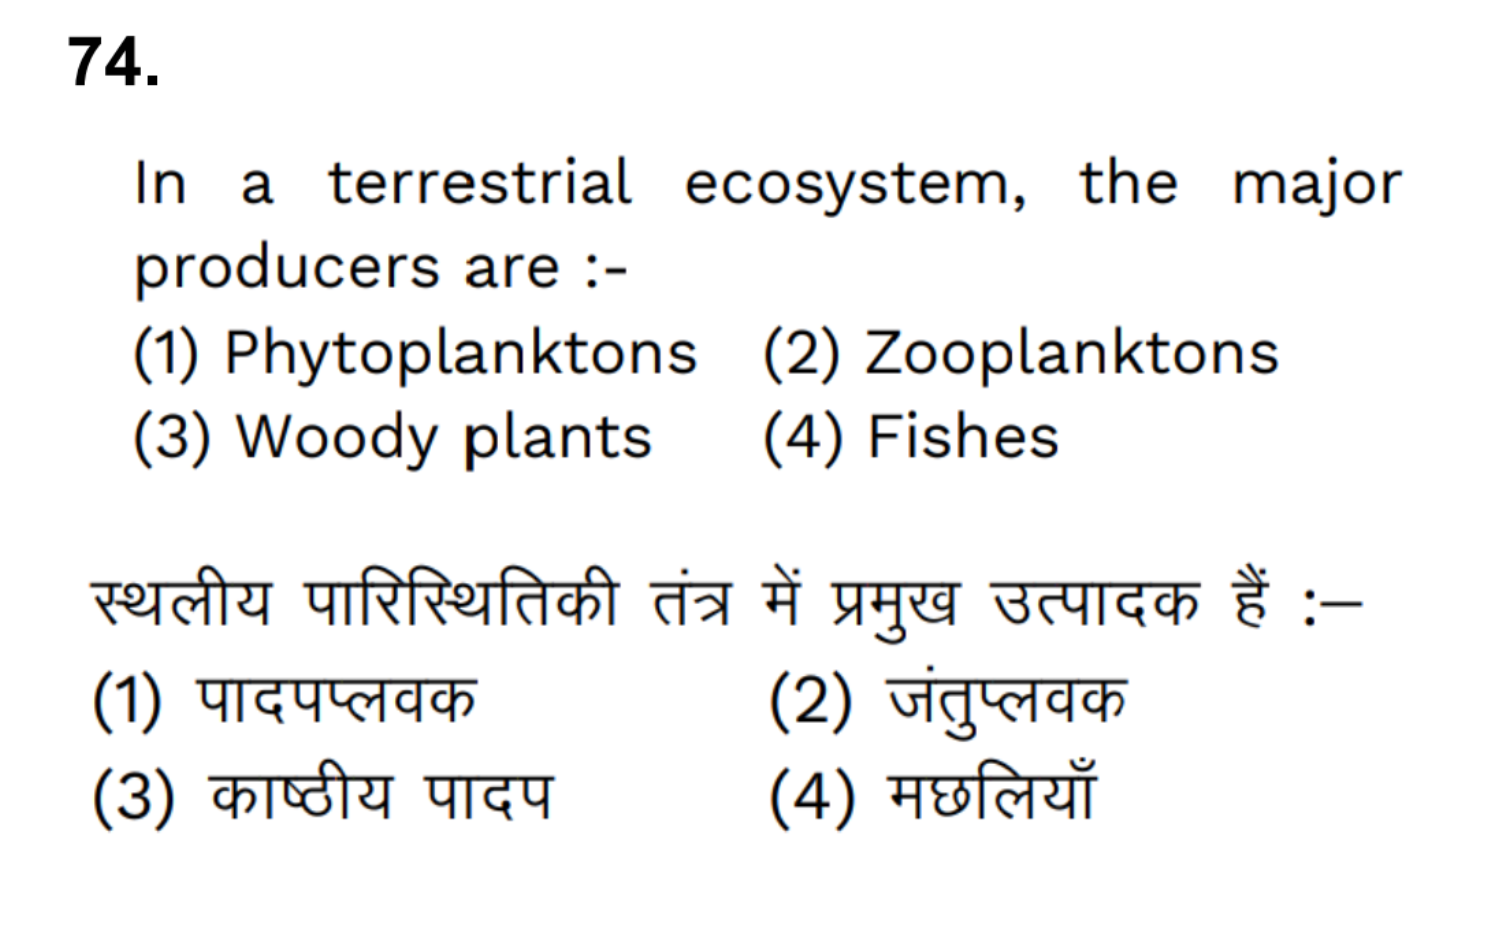 74.
In a terrestrial ecosystem, the major
producers are :-
(1) Phytoplanktons (2) Zooplanktons
(3) Woody plants (4) Fishes
स्थलीय पारिस्थितिकी तंत्र में प्रमुख उत्पादक हैं :–
(1) पादपप्लवक (2) जंतुप्लवक
(3) काष्ठीय पादप (4) मछलियाँ